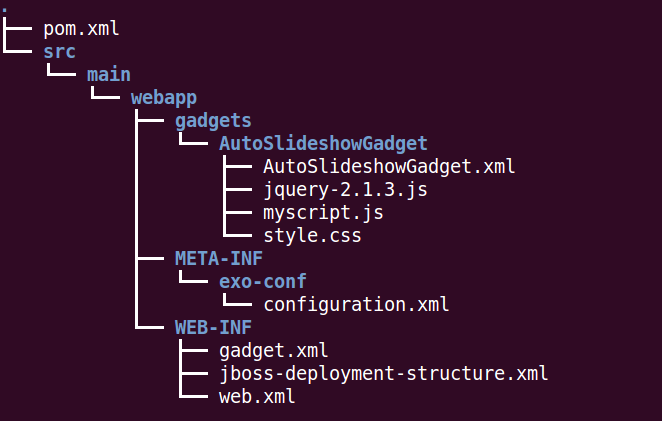 .
pom.xml
src
main
webapp
gadgets
AutoSlideshowGadget
AutoSlideshowGadget.xml
jquery-2.1.3.js
myscript.js
style.css
META-INF
exo-conf
configuration.xml
WEB-INF
gadget.xml
jboss-deployment-structure.xml
web.xml